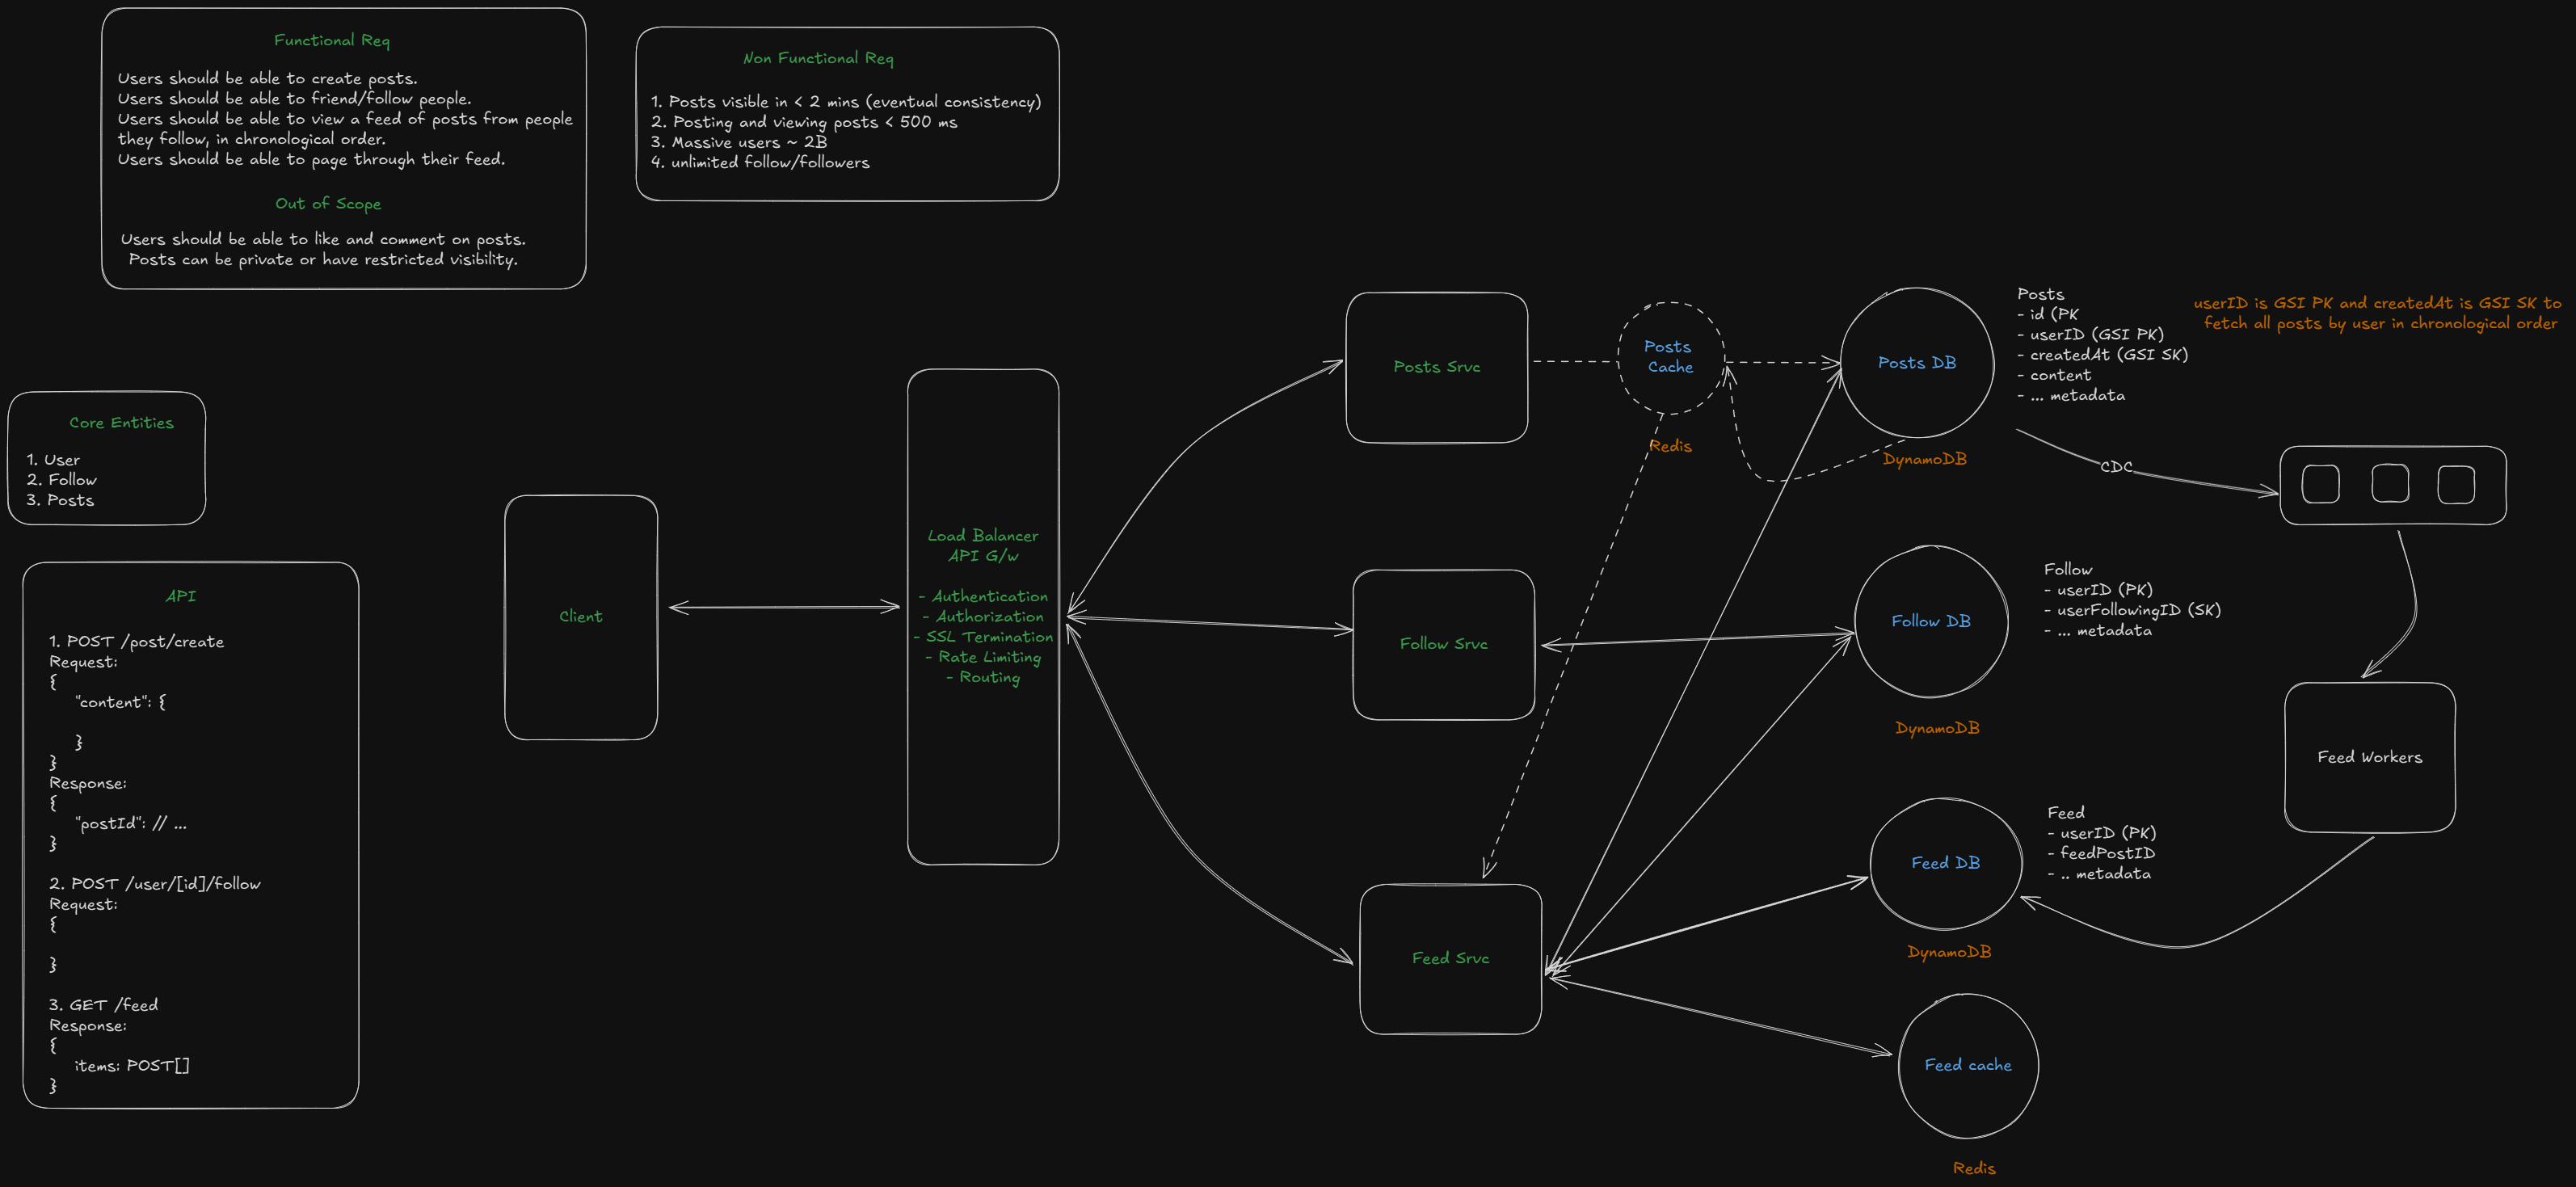 Functional Req
Users should be able to create posts.
Users should be able to friend/follow people.
Users should be able to view a feed of posts from people
they follow, in chronological order.
Users should be able to page through their feed.
Out of Scope
Users should be able to like and comment on posts.
Posts can be private or have restricted visibility.
Non Functional Req
1. Posts visible in < 2 mins (eventual consistency)
2. Posting and viewing posts < 500 ms
3. Massive users ~ 2B
4. unlimited follow/followers
Core Entities
1. User
2. Follow
3. Posts
API
1. POST /post/create
Request:
{
"content": {
}
}
Response:
{
"postId": // ...
}
2. POST /user/[id]/follow
Request:
{
}
3. GET /feed
Response:
{
items: POST[]
}
Client
Load Balancer
API G/w
- Authentication
- Authorization
- SSL Termination
- Rate Limiting
- Routing
Posts Srvc
Follow Srvc
Feed Srvc
Posts
Cache
Redis
Posts DB
DynamoDB
Posts
- id (PK
- userID (GSI PK)
- createdAt (GSI SK)
- content
- ... metadata
userID is GSI PK and createdAt is GSI SK to
fetch all posts by user in chronological order
CDC
Follow DB
DynamoDB
Follow
- userID (PK)
- userFollowingID (SK)
- ... metadata
Feed Workers
Feed DB
DynamoDB
Feed
- userID (PK)
- feedPostID
- .. metadata
Feed cache
Redis